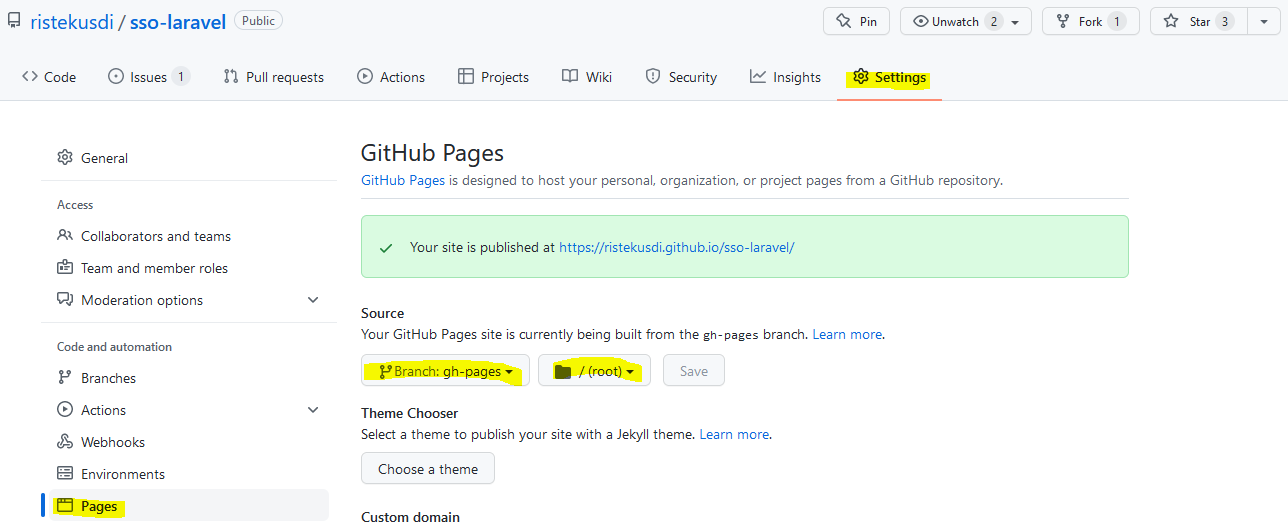 ristekusdi / sso-laravel Public Pin Unwatch 2 Fork 1 Star 3
Code Issues 1 Pull requests Actions Projects Wiki Security Insights Settings
General
Access
Collaborators and teams
Team and member roles
Moderation options
Code and automation
Branches
Actions
Webhooks
Environments
Pages
GitHub Pages
GitHub Pages is designed to host your personal, organization, or project pages from a GitHub repository.
Your site is published at https://ristekusdi.github.io/sso-laravel/
Source
Your GitHub Pages site is currently being built from the gh-pages branch. Learn more.
Branch: gh-pages / (root) Save
Theme Chooser
Select a theme to publish your site with a Jekyll theme. Learn more.
Choose a theme
Custom domain